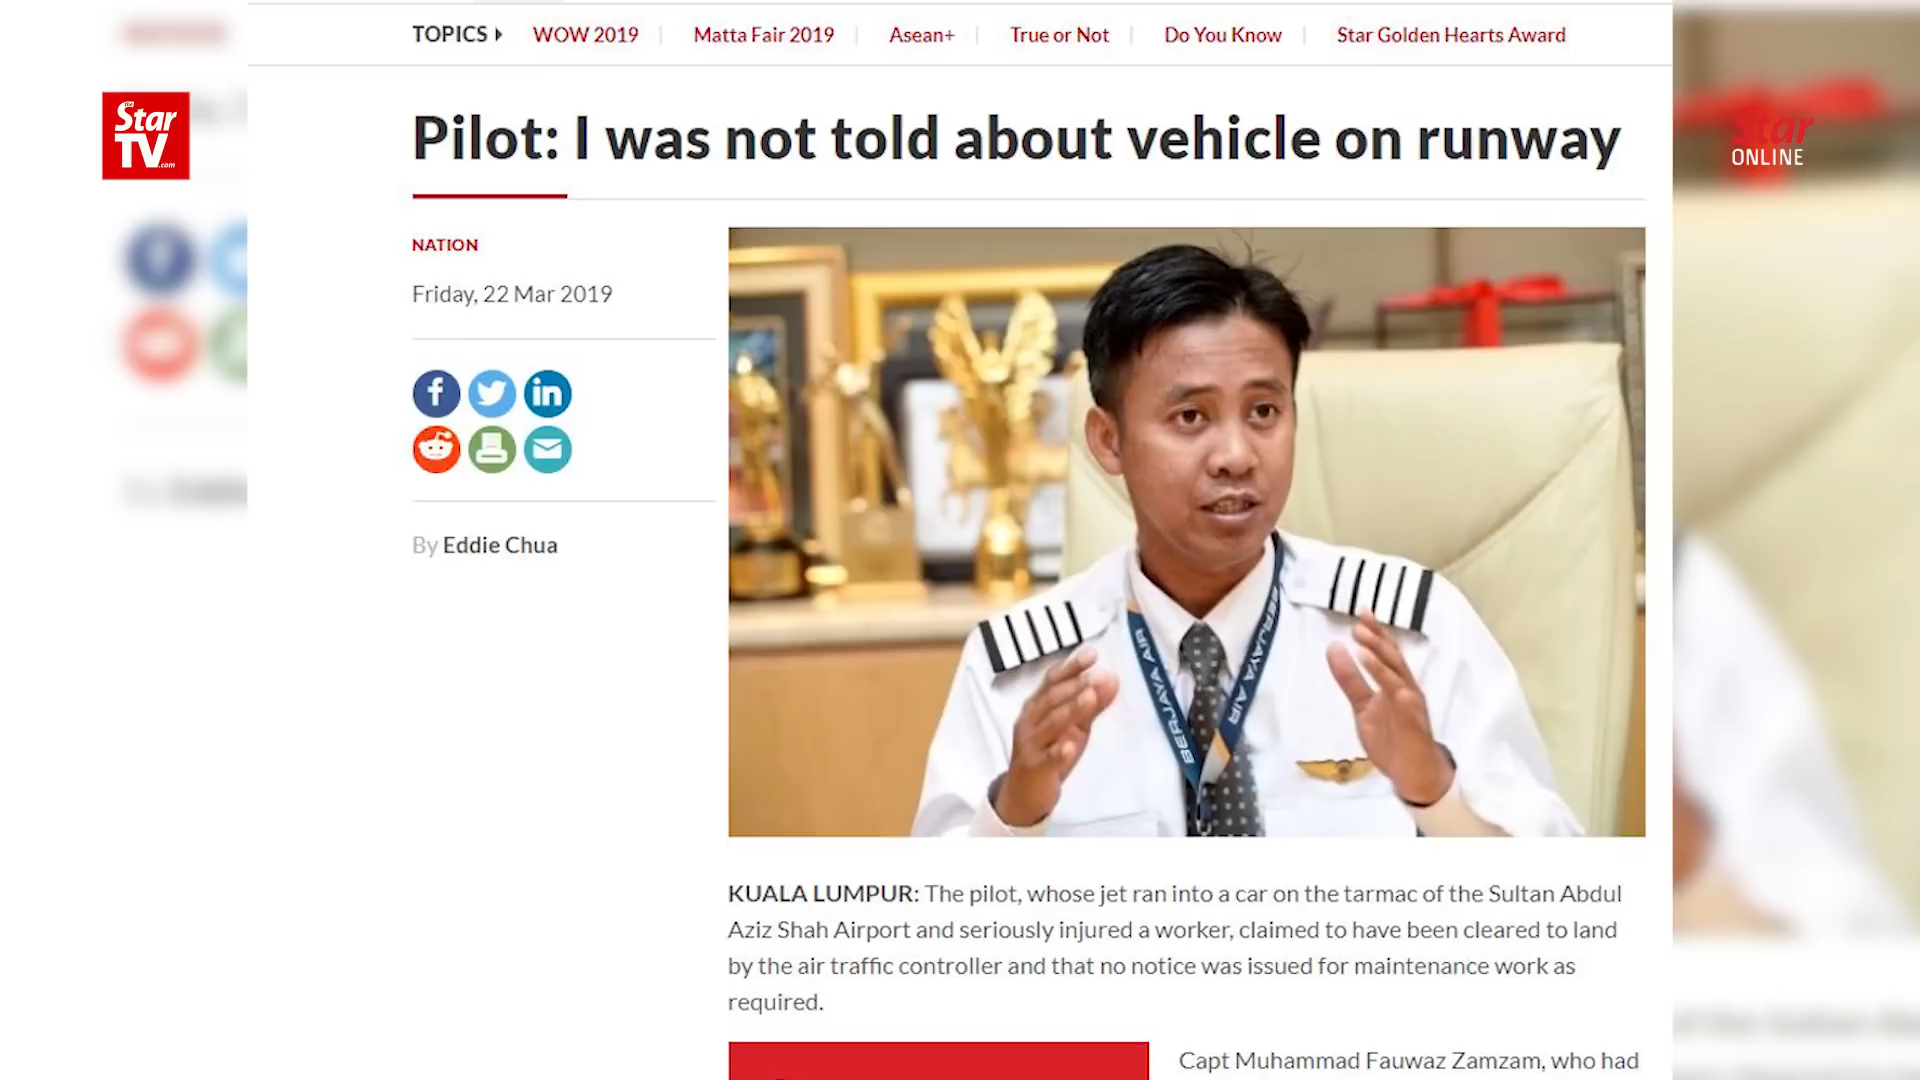 TOPICS
WOW 2019
Matta Fair 2019
Asean+
True or Not
Do You Know
Star Golden Hearts Award
The Star
TV.com
Star
ONLINE
Pilot: I was not told about vehicle on runway
NATION
Friday, 22 Mar 2019
By Eddie Chua
BERJAYA AIR
BERJAYA AIR
KUALA LUMPUR: The pilot, whose jet ran into a car on the tarmac of the Sultan Abdul
Aziz Shah Airport and seriously injured a worker, claimed to have been cleared to land
by the air traffic controller and that no notice was issued for maintenance work as
required.
Capt Muhammad Fauwaz Zamzam, who had